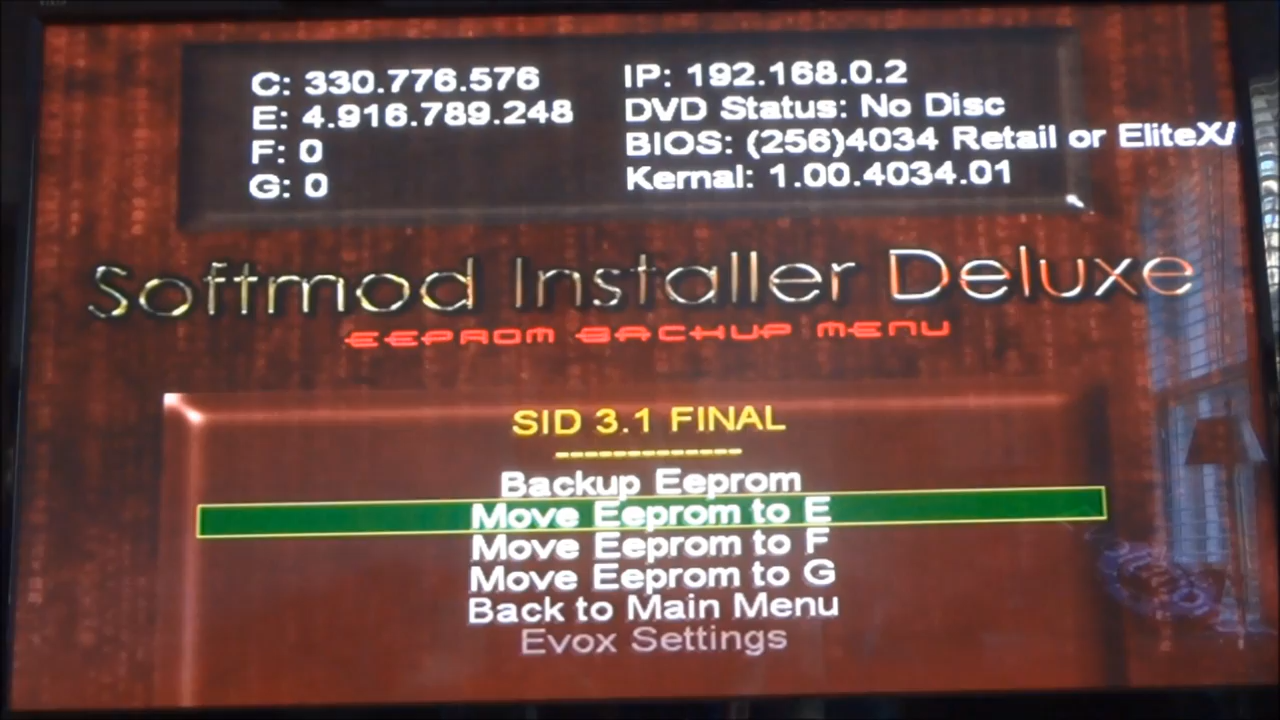 C: 330.776.576
E: 4.916.789.248
F: 0
G: 0
IP: 192.168.0.2
DVD Status: No Disc
BIOS: (256)4034 Retail or EliteX/
Kernal: 1.00.4034.01
Softmod Installer Deluxe
EEPROM BACKUP MENU
SID 3.1 FINAL
-------------
Backup Eeprom
Move Eeprom to E
Move Eeprom to F
Move Eeprom to G
Back to Main Menu
Evox Settings